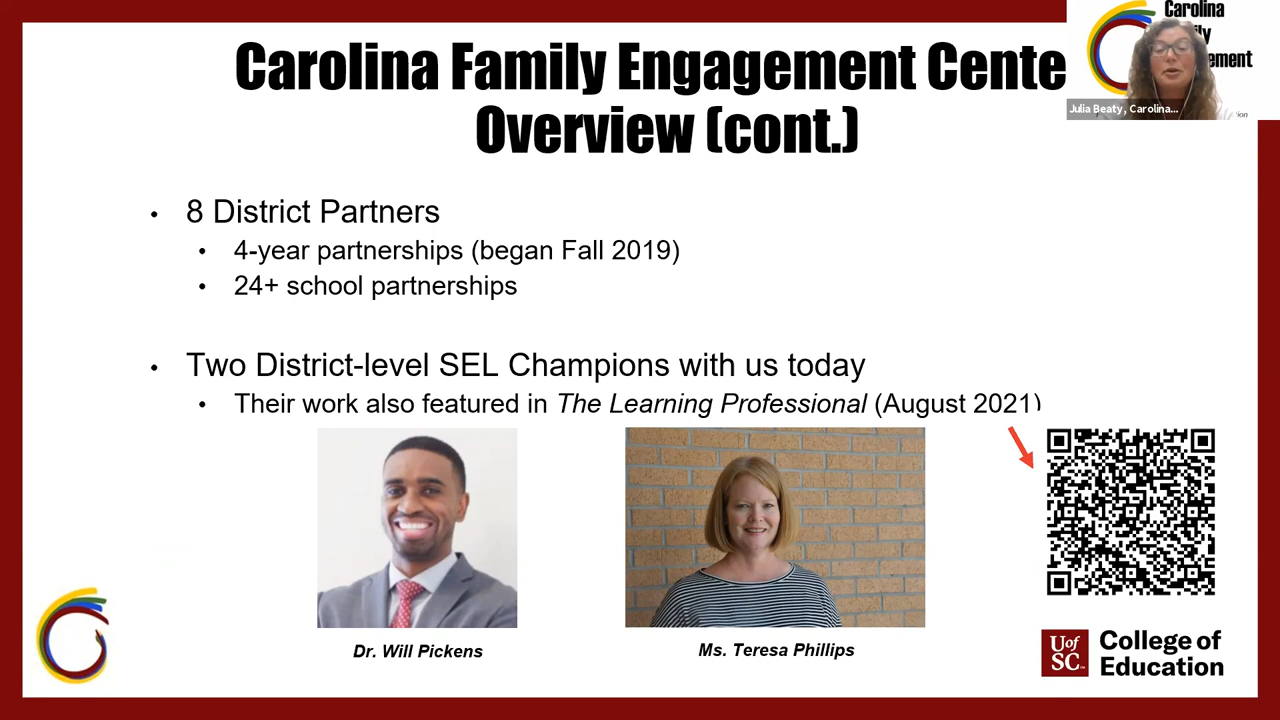 Carolina Family Engagement Cente
Overview (cont.)
Carolina
ly
ement
Julia Beaty, Carolina...
ion
• 8 District Partners
• 4-year partnerships (began Fall 2019)
• 24+ school partnerships
• Two District-level SEL Champions with us today
• Their work also featured in The Learning Professional (August 2021)
Dr. Will Pickens
Ms. Teresa Phillips
UofSC
College of
Education